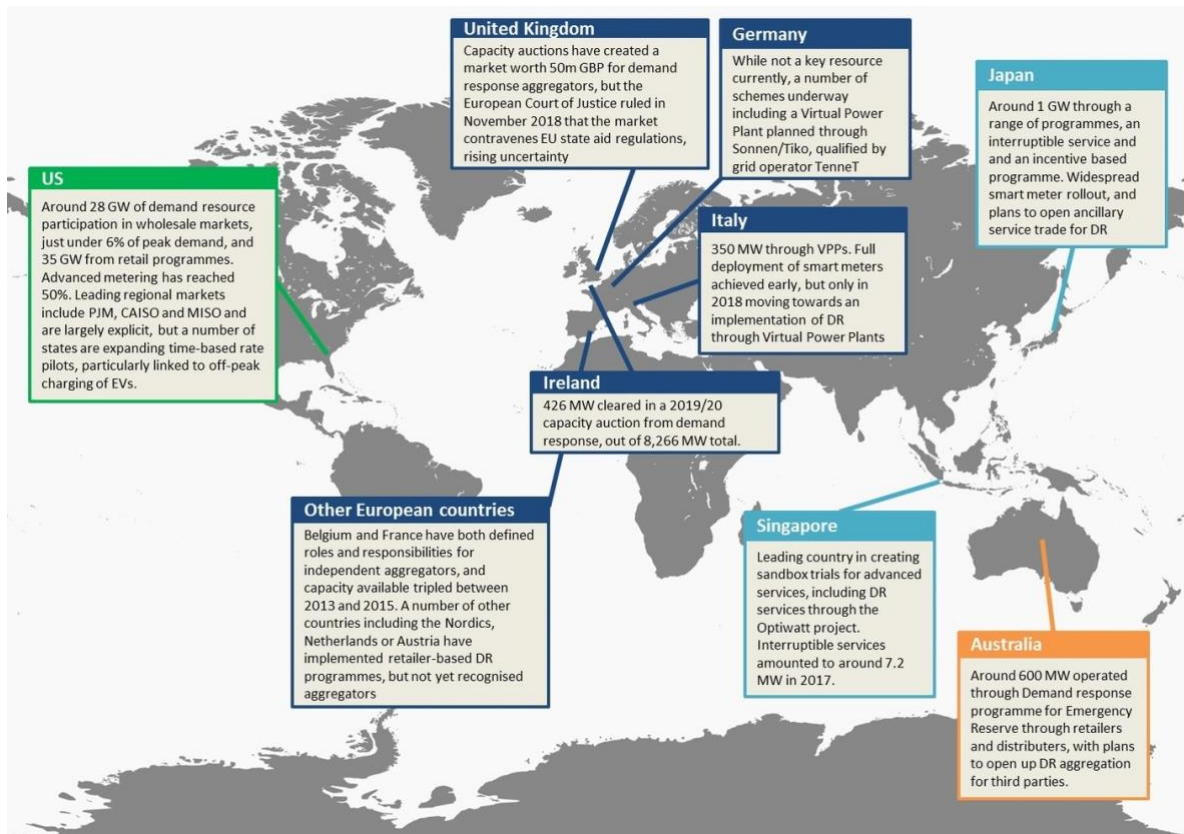 United Kingdom
Capacity auctions have created a
market worth 50m GBP for demand
response aggregators, but the
European Court of Justice ruled in
November 2018 that the market
contravenes EU state aid regulations,
rising uncertainty
Germany
While not a key resource
currently, a number of
schemes underway
including a Virtual Power
Plant planned through
Sonnen/Tiko, qualified by
grid operator TenneT
Japan
Around 1 GW through a
range of programmes, an
interruptible service and
and an incentive based
programme. Widespread
smart meter rollout, and
plans to open ancillary
service trade for DR
US
Around 28 GW of demand resource
participation in wholesale markets,
just under 6% of peak demand, and
35 GW from retail programmes.
Advanced metering has reached
50%. Leading regional markets
include PJM, CAISO and MISO and
are largely explicit, but a number of
states are expanding time-based rate
pilots, particularly linked to off-peak
charging of EVs.
Italy
350 MW through VPPs. Full
deployment of smart meters
achieved early, but only in
2018 moving towards an
implementation of DR
through Virtual Power Plants
Ireland
426 MW cleared in a 2019/20
capacity auction from demand
response, out of 8,266 MW total.
Other European countries
Belgium and France have both defined
roles and responsibilities for
independent aggregators, and
capacity available tripled between
2013 and 2015. A number of other
countries including the Nordics,
Netherlands or Austria have
implemented retailer-based DR
programmes, but not yet recognised
aggregators
Singapore
Leading country in creating
sandbox trials for advanced
services, including DR
services through the
Optiwatt project.
Interruptible services
amounted to around 7.2
MW in 2017.
Australia
Around 600 MW operated
through Demand response
programme for Emergency
Reserve through retailers
and distributers, with plans
to open up DR aggregation
for third parties.